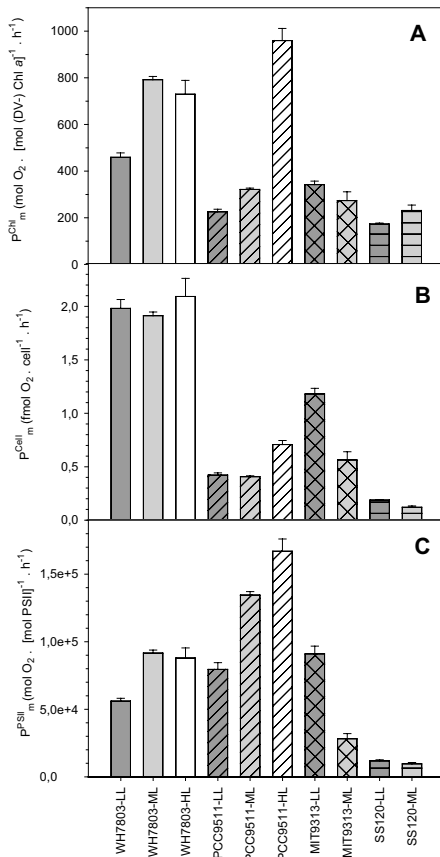 A
P^Chl_m (mol O2 . [mol (DV-) Chl a]^-1 . h^-1)
1000
800
600
400
200
0
B
P^Cell_m (fmol O2 . cell^-1 . h^-1)
2,0
1,5
1,0
0,5
0,0
C
P^PSII_m (mol O2 . [mol PSII]^-1 . h^-1)
1,5e+5
1,0e+5
5,0e+4
0,0
WH7803-LL
WH7803-ML
WH7803-HL
PCC9511-LL
PCC9511-ML
PCC9511-HL
MIT9313-LL
MIT9313-ML
SS120-LL
SS120-ML